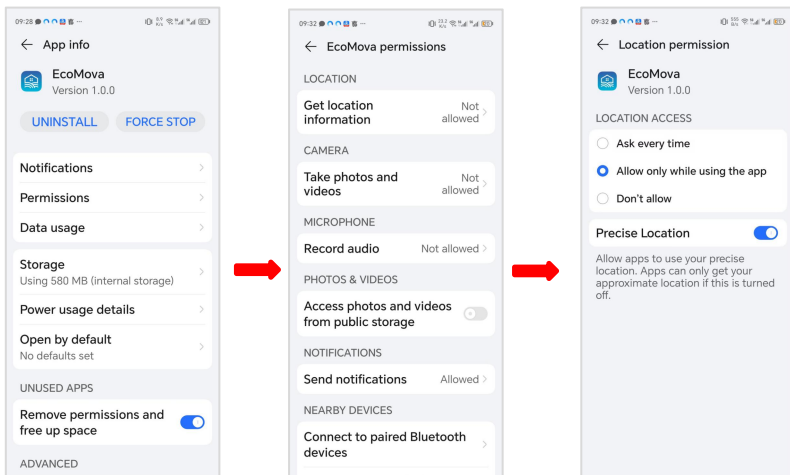 09:28
8.9 K/s
App info
EcoMova
Version 1.0.0
UNINSTALL
FORCE STOP
Notifications
Permissions
Data usage
Storage
Using 580 MB (internal storage)
Power usage details
Open by default
No defaults set
UNUSED APPS
Remove permissions and
free up space
ADVANCED
09:32
23.2 K/s
EcoMova permissions
LOCATION
Get location
information
Not
allowed
CAMERA
Take photos and
videos
Not
allowed
MICROPHONE
Record audio
Not allowed
PHOTOS & VIDEOS
Access photos and videos
from public storage
NOTIFICATIONS
Send notifications
Allowed
NEARBY DEVICES
Connect to paired Bluetooth
devices
09:32
Location permission
EcoMova
Version 1.0.0
LOCATION ACCESS
Ask every time
Allow only while using the app
Don't allow
Precise Location
Allow apps to use your precise
location. Apps can only get your
approximate location if this is turned
off.